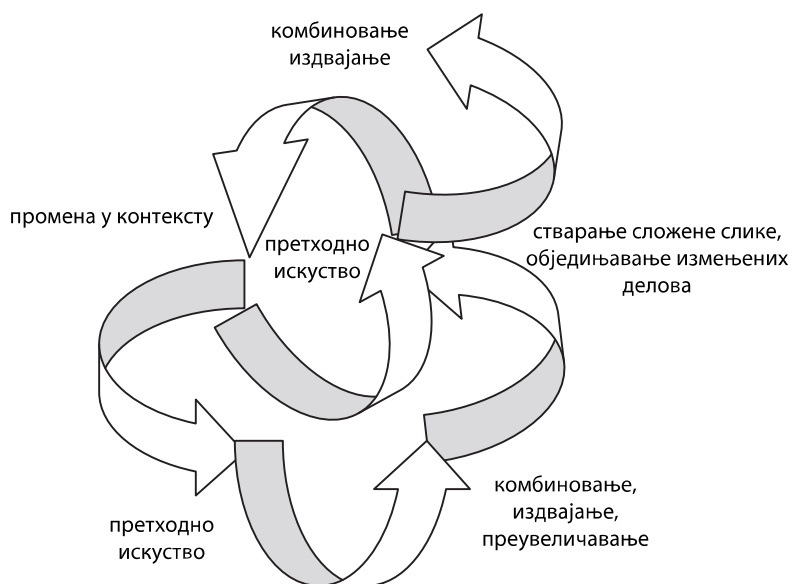 комбиновање
издвајање
промена у контексту
претходно
искуство
стварање сложене слике,
обједињавање измењених
делова
комбиновање,
издвајање,
преувеличавање
претходно
искуство